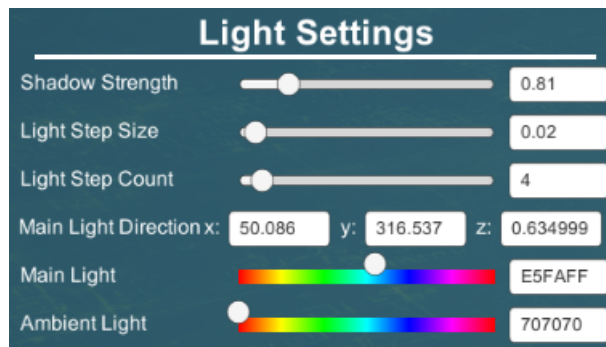 Light Settings
Shadow Strength 0.81
Light Step Size 0.02
Light Step Count 4
Main Light Direction x: 50.086 y: 316.537 z: 0.634999
Main Light E5FAFF
Ambient Light 707070